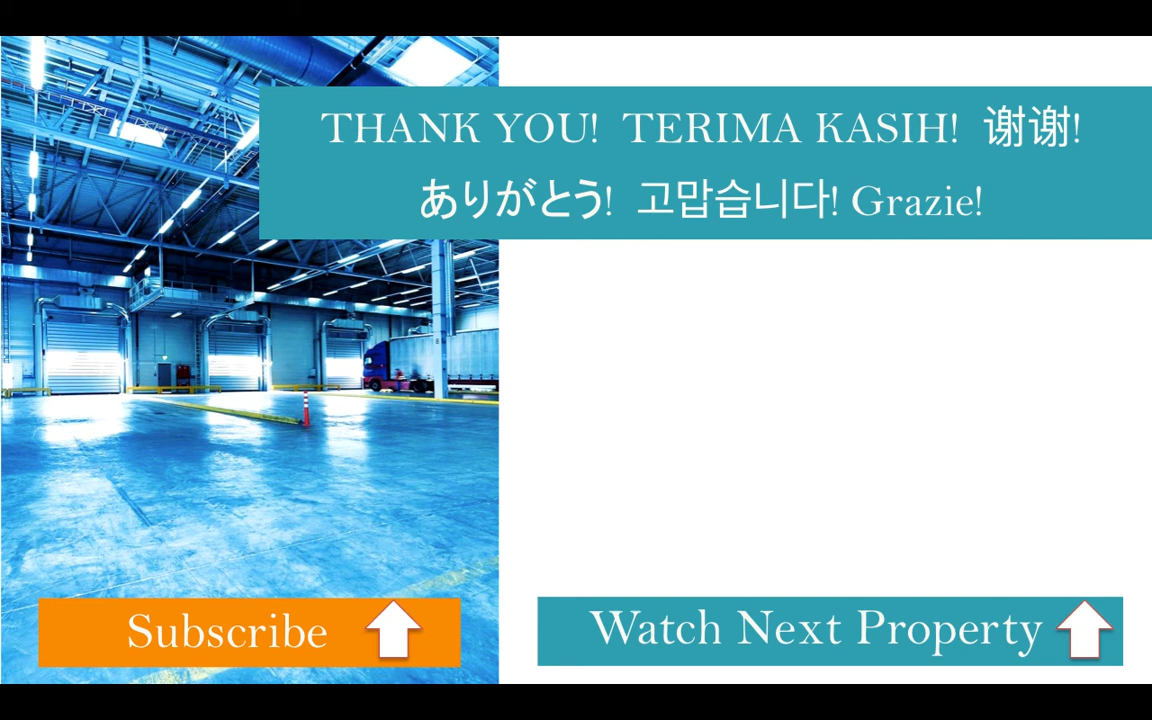 THANK YOU! TERIMA KASIH! 谢谢!
ありがとう! 고맙습니다! Grazie!
Subscribe
Watch Next Property